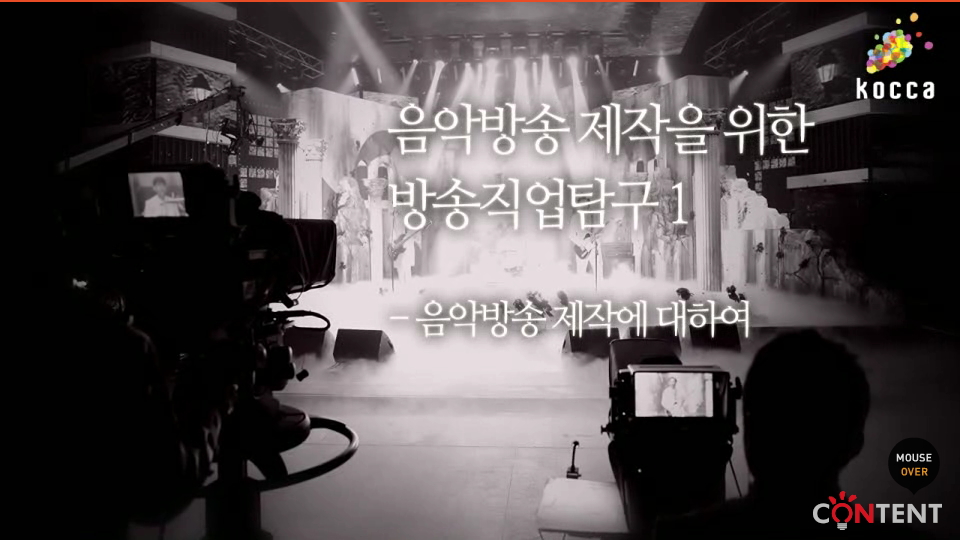 kocca
음악방송 제작을 위한
방송직업탐구 1
- 음악방송 제작에 대하여
MOUSE
OVER
CONTENT